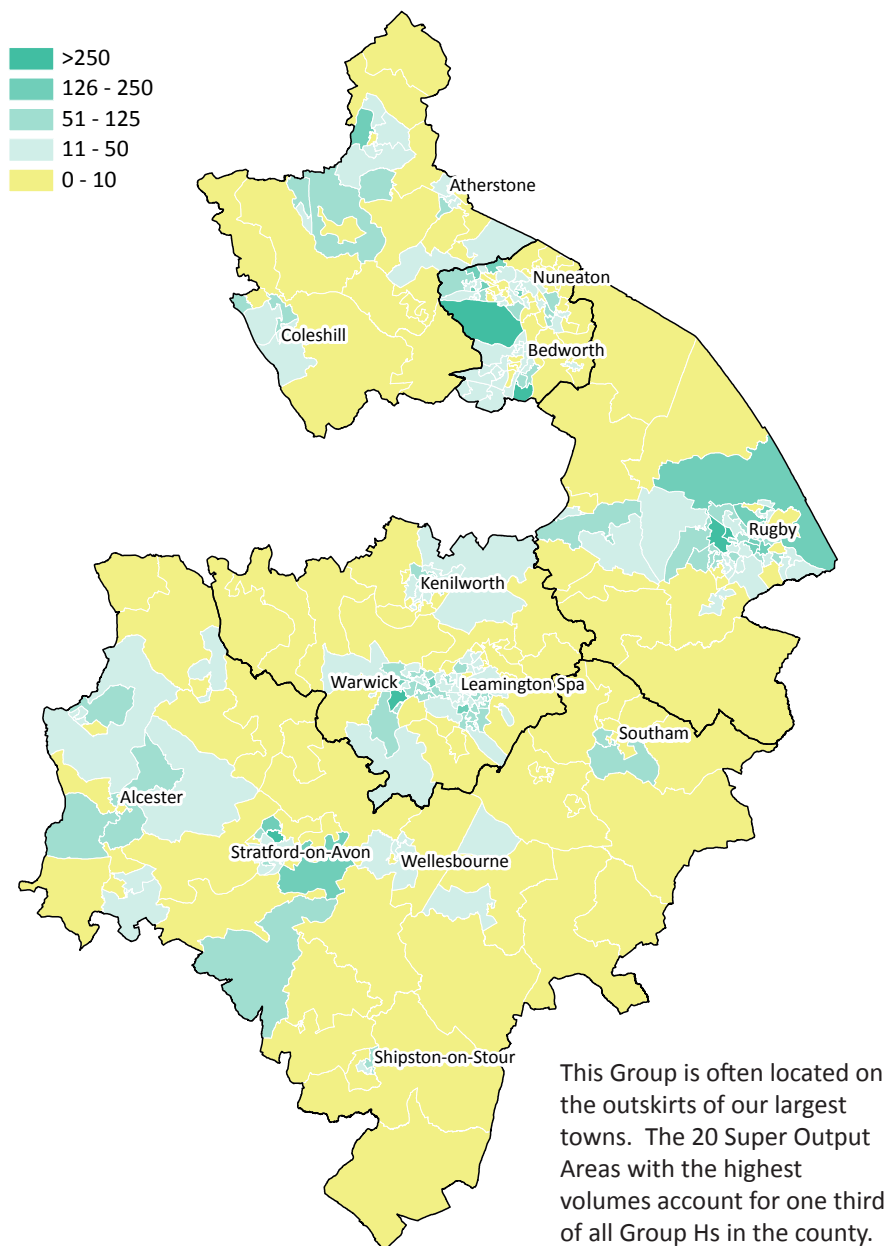 >250
126 - 250
51 - 125
11 - 50
0 - 10
Atherstone
Nuneaton
Coleshill
Bedworth
Rugby
Kenilworth
Warwick
Leamington Spa
Southam
Alcester
Stratford-on-Avon
Wellesbourne
Shipston-on-Stour
This Group is often located on
the outskirts of our largest
towns.  The 20 Super Output
Areas with the highest
volumes account for one third
of all Group Hs in the county.